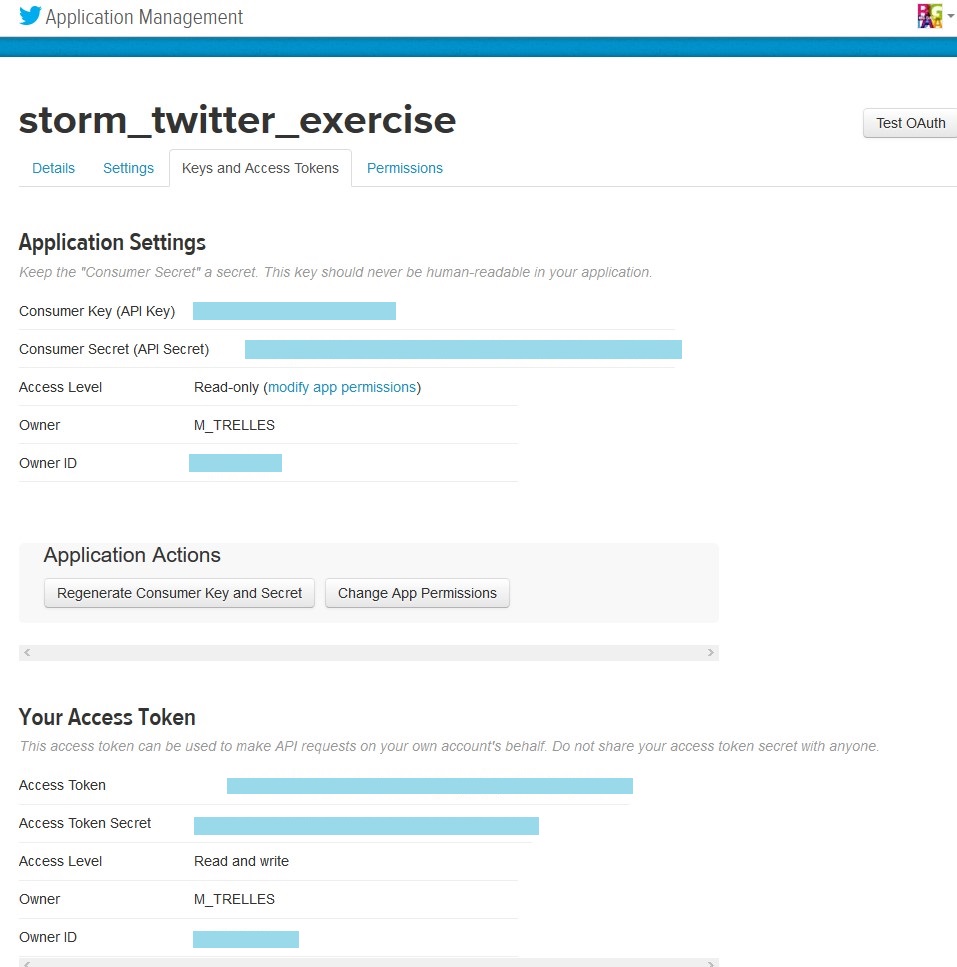 Application Management
storm_twitter_exercise
Test OAuth
Details Settings Keys and Access Tokens Permissions
Application Settings
Keep the "Consumer Secret" a secret. This key should never be human-readable in your application.
Consumer Key (API Key)
Consumer Secret (API Secret)
Access Level Read-only (modify app permissions)
Owner M_TRELLES
Owner ID
Application Actions
Regenerate Consumer Key and Secret Change App Permissions
Your Access Token
This access token can be used to make API requests on your own account's behalf. Do not share your access token secret with anyone.
Access Token
Access Token Secret
Access Level Read and write
Owner M_TRELLES
Owner ID